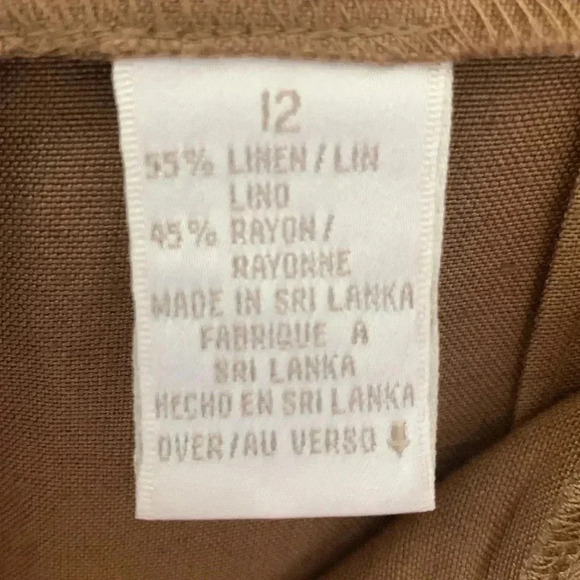 12
55% LINEN/LIN
LINO
45% RAYON/
RAYONNE
MADE IN SRI LANKA
FABRIQUE À
SRI LANKA
HECHO EN SRI LANKA
OVER/AU VERSO